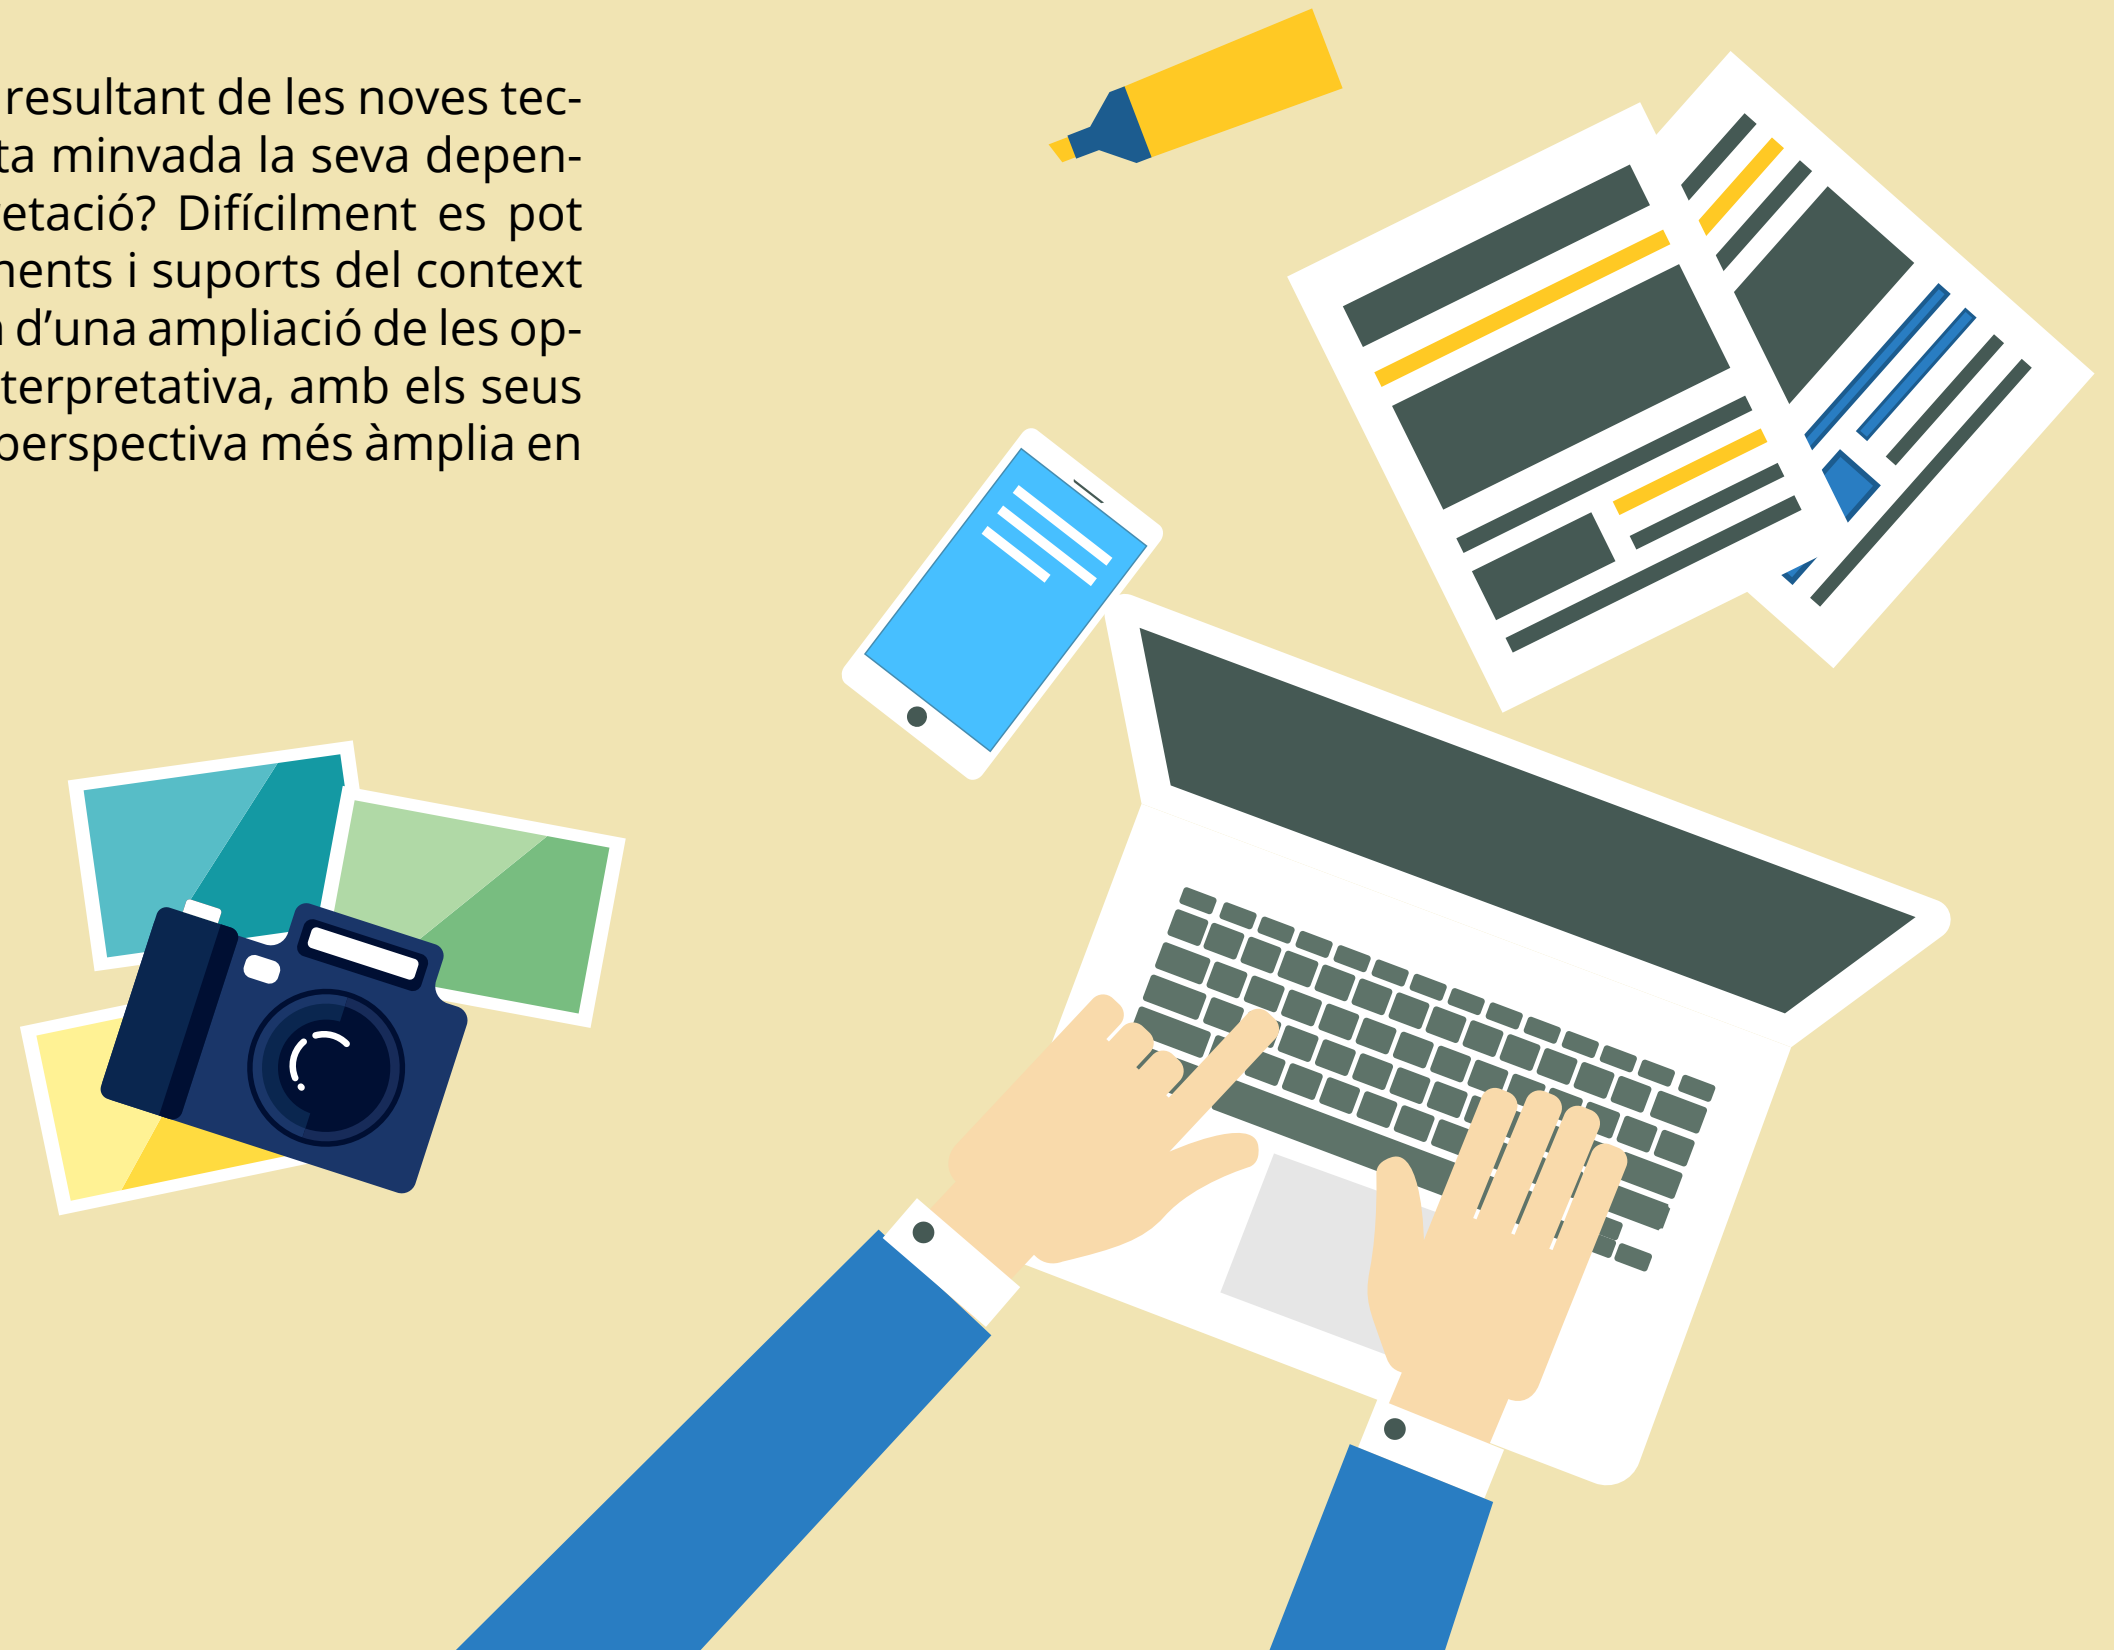 resultant de les noves tec-
ta minvada la seva depen-
etació? Difícilment es pot
ments i suports del context
d’una ampliació de les op-
terpretativa, amb els seus
perspectiva més àmplia en